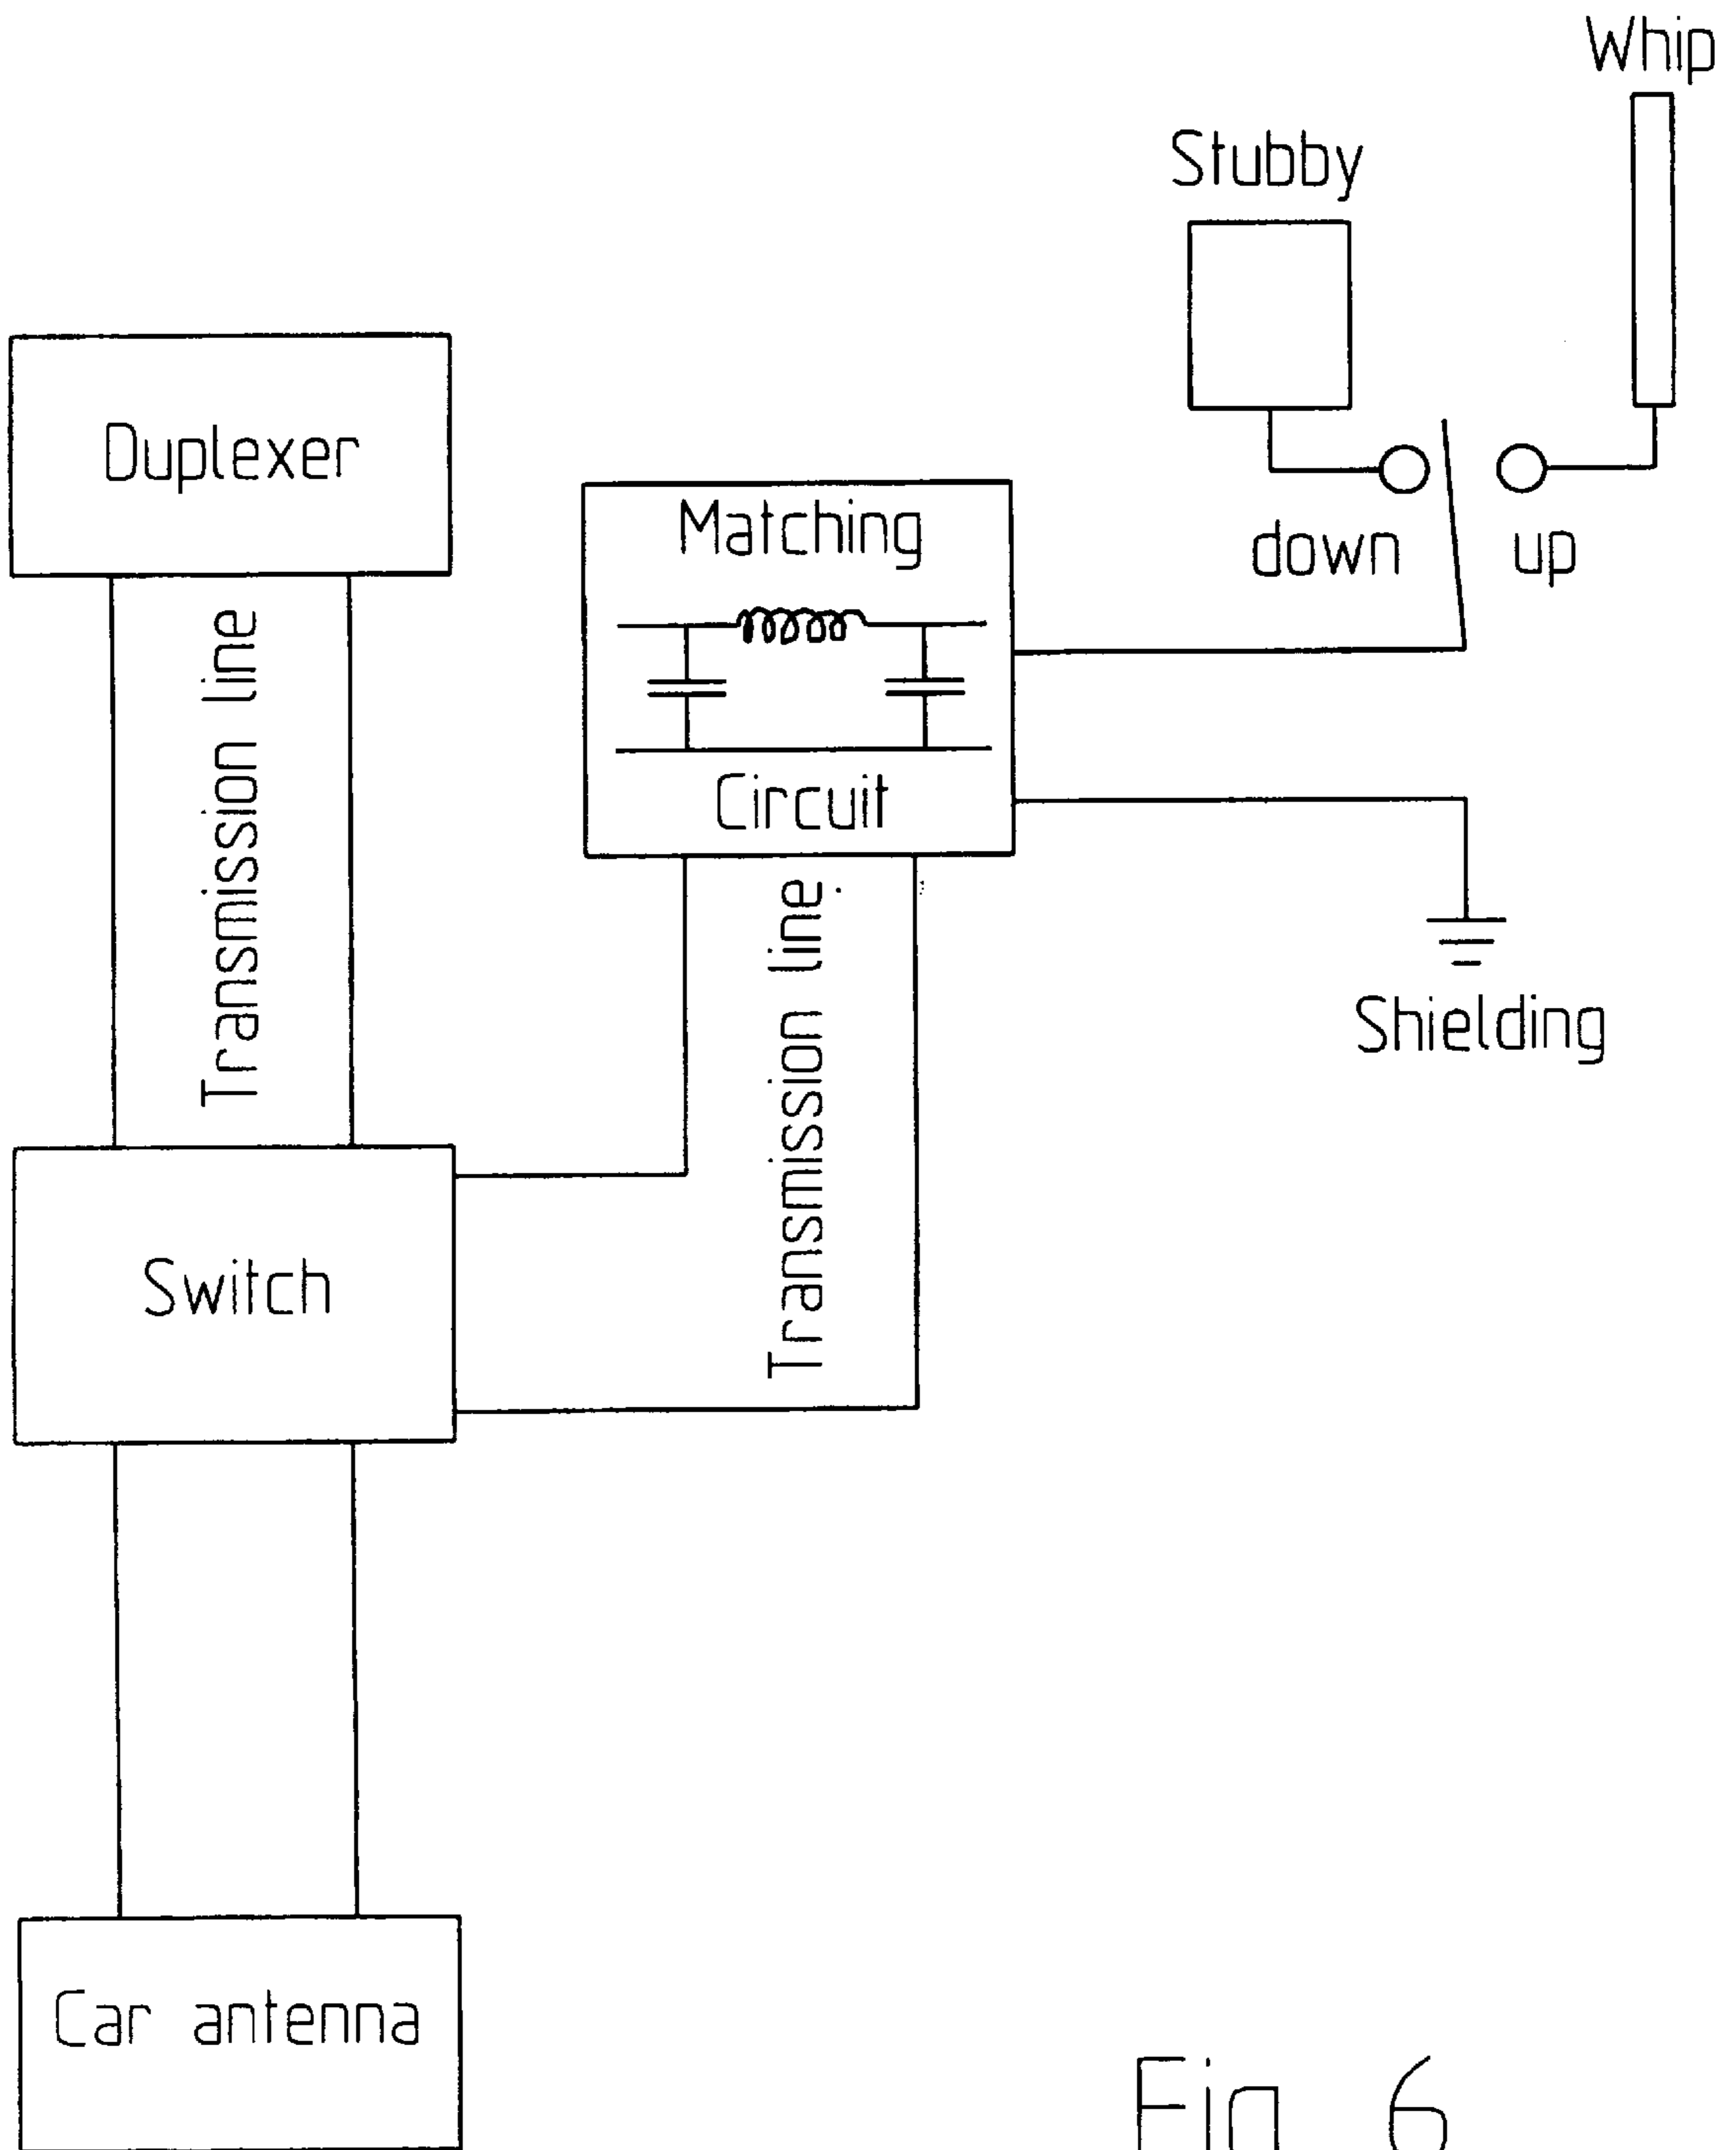 Whip
Stubby
Duplexer
down
up
Matching
Circuit
Transmission line
Transmission line
Shielding
Switch
Car antenna
Fig 6